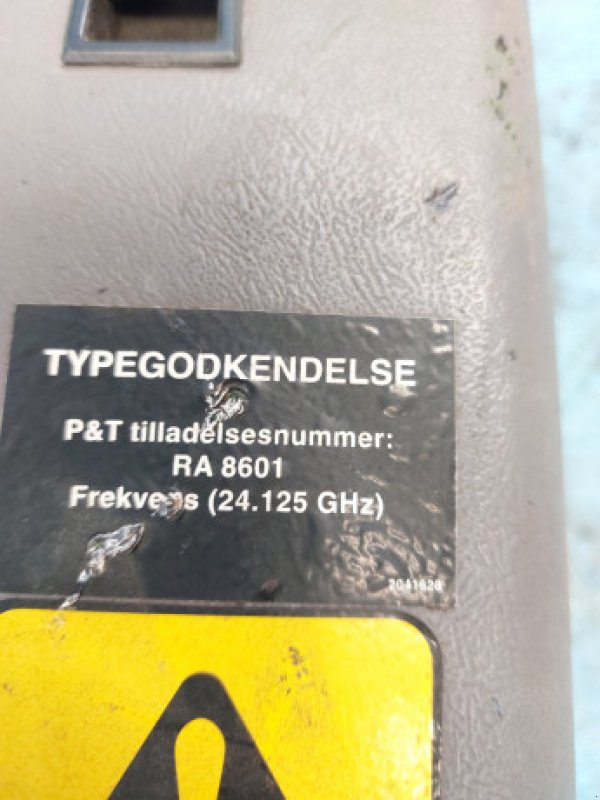 TYPEGODKENDELSE
P&T tilladelsesnummer:
RA 8601
Frekvens (24.125 GHz)